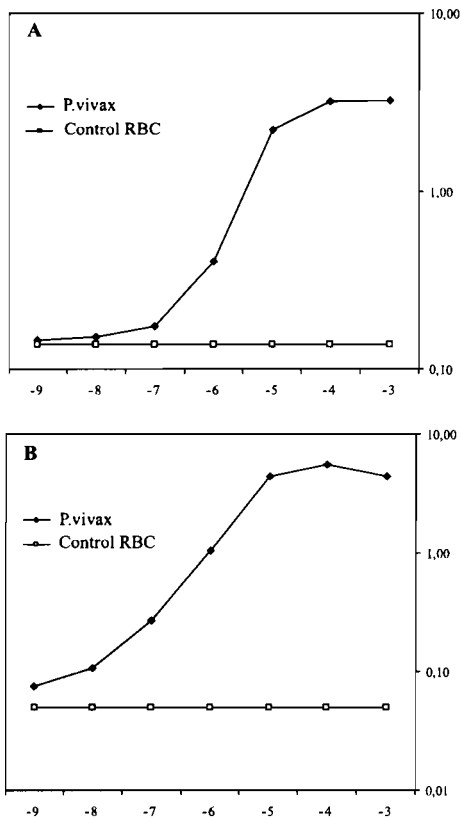 A
P.vivax
Control RBC
10,00
1,00
0,10
-9 -8 -7 -6 -5 -4 -3
B
P.vivax
Control RBC
10,00
1,00
0,10
0,01
-9 -8 -7 -6 -5 -4 -3